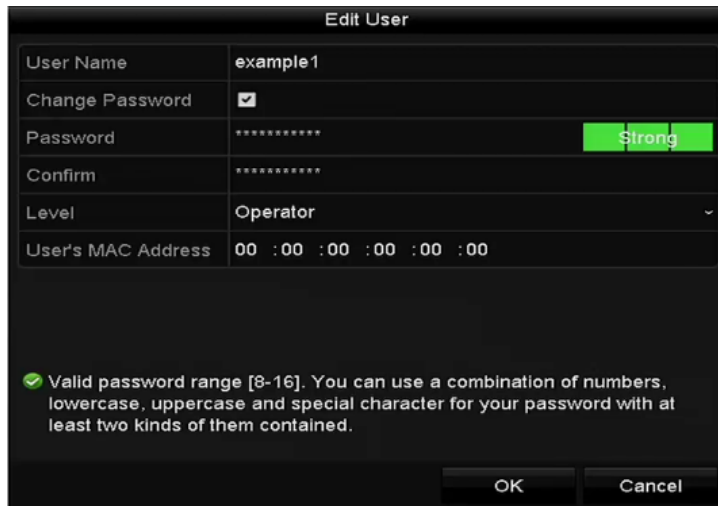 Edit User
User Name example1
Change Password
Password *********** Strong
Confirm ***********
Level Operator
User's MAC Address 00 :00 :00 :00 :00 :00
Valid password range [8-16]. You can use a combination of numbers,
lowercase, uppercase and special character for your password with at
least two kinds of them contained.
OK Cancel